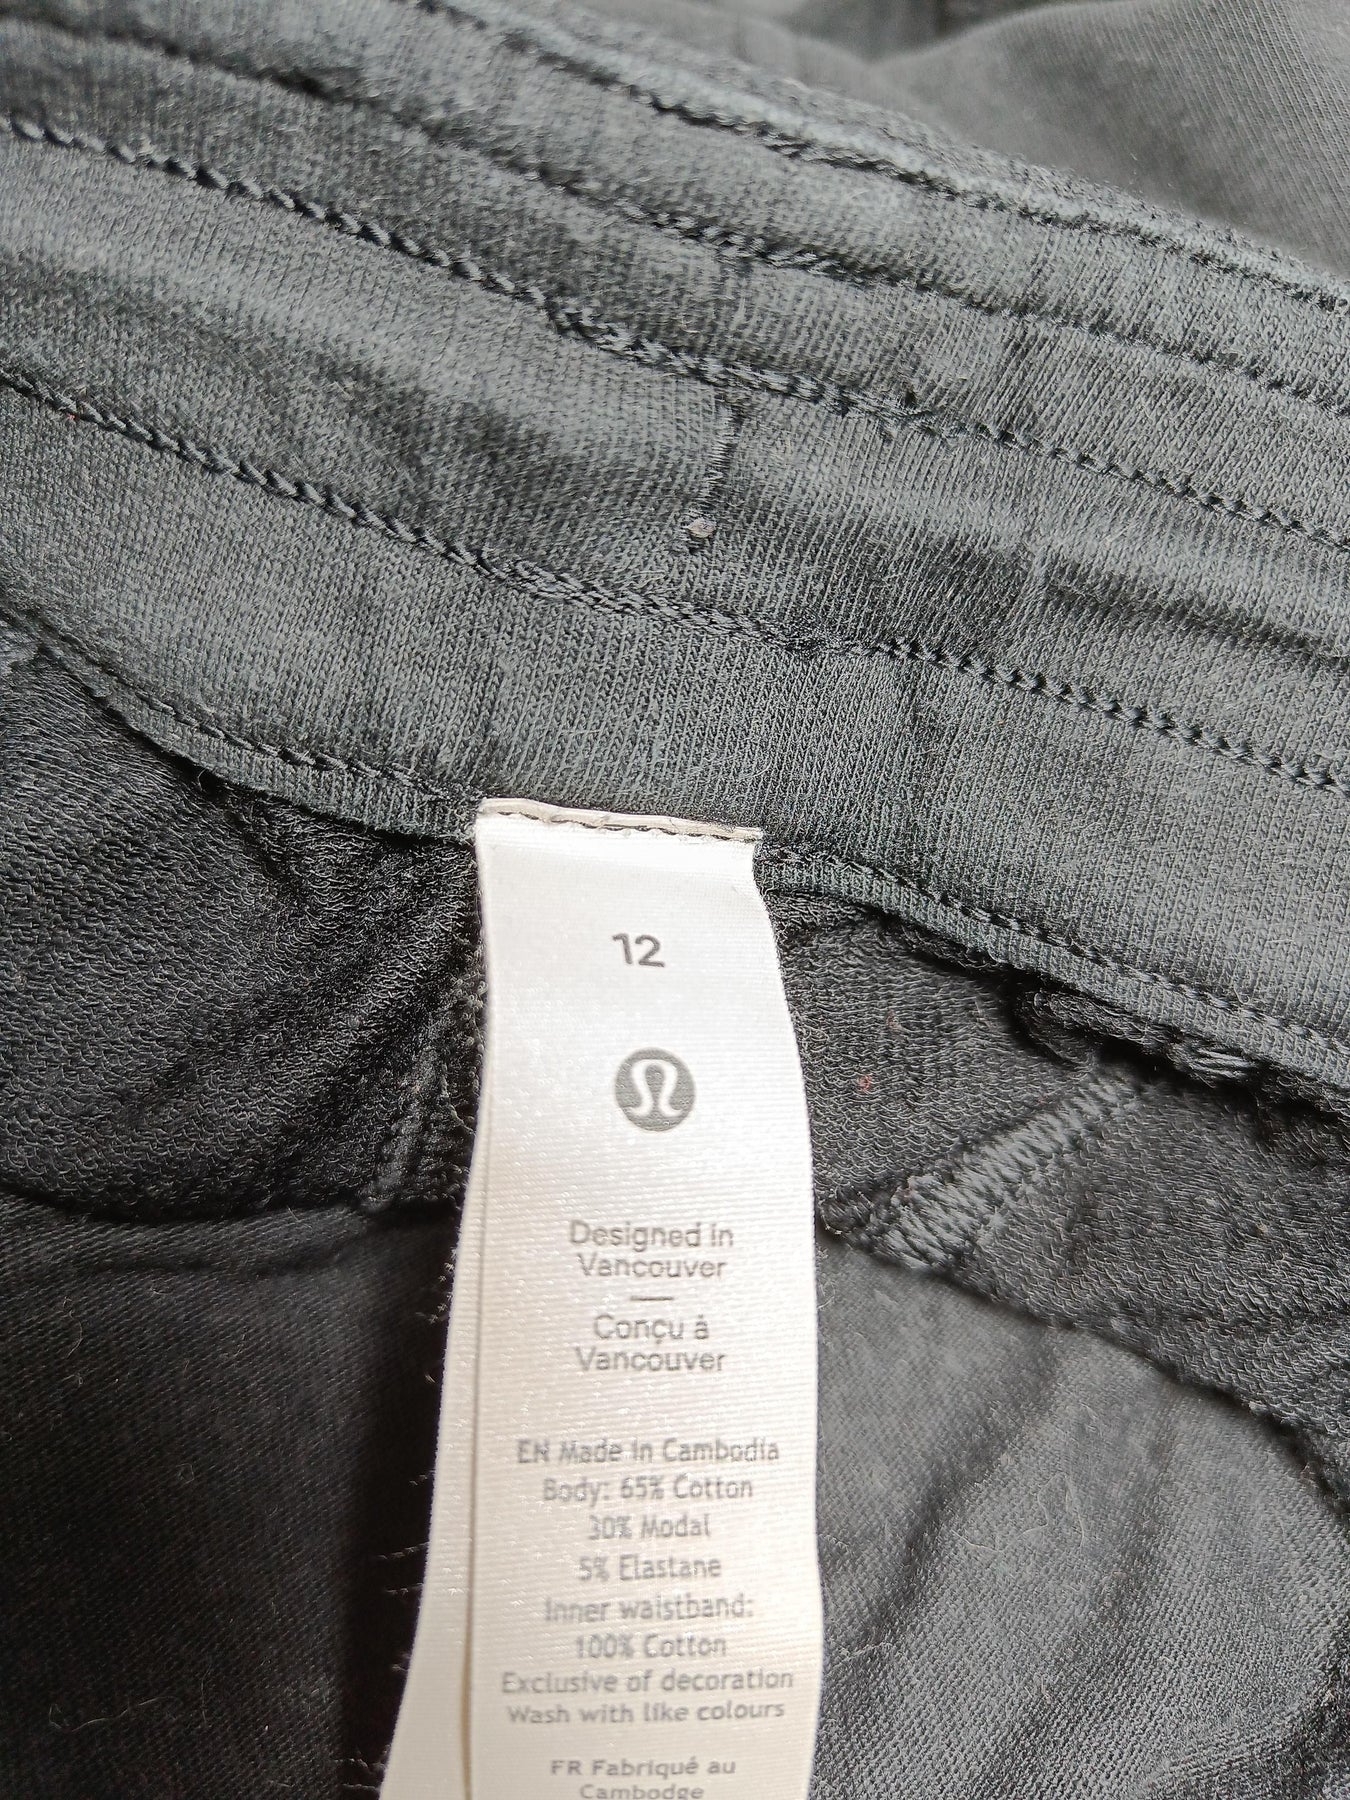 12
Designed in
Vancouver
—
Conçu à
Vancouver
EN Made in Cambodia
Body: 65% Cotton
30% Modal
5% Elastane
Inner waistband:
100% Cotton
Exclusive of decoration
Wash with like colours
FR Fabriqué au
Cambodge